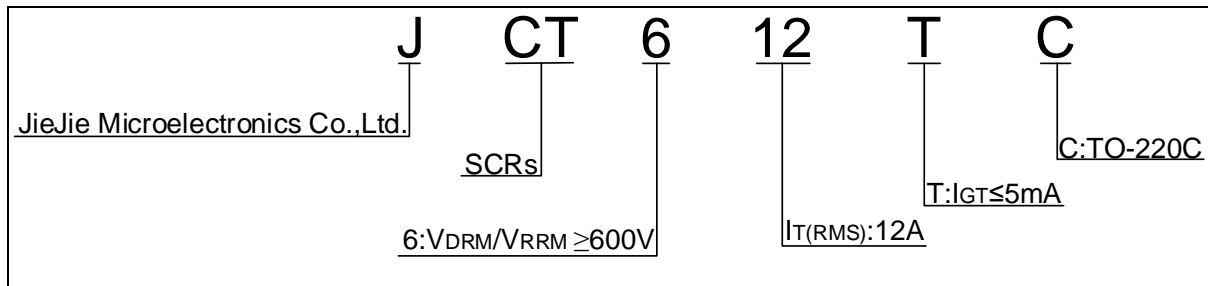 J CT 6 12 T C
JieJie Microelectronics Co.,Ltd.
C:TO-220C
SCRs
T:IGT≤5mA
IT(RMS):12A
6:VDRM/VRRM ≥600V